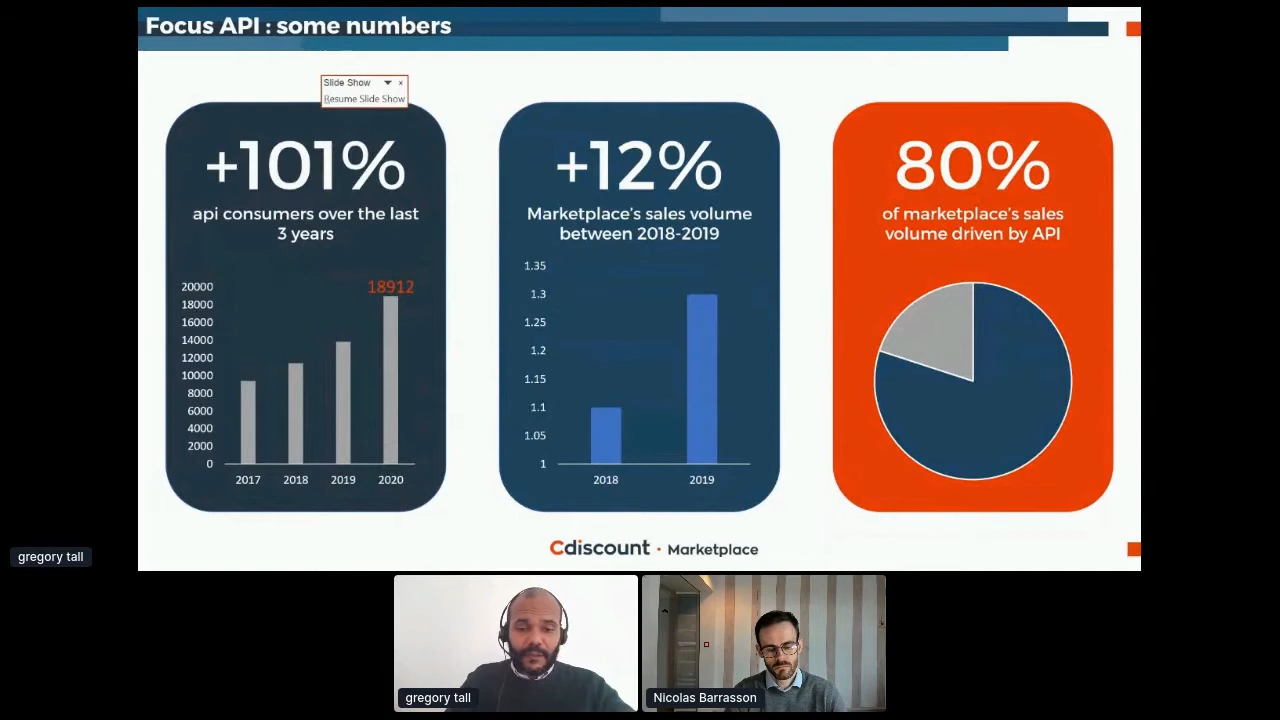 Focus API : some numbers
Slide Show
Resume Slide Show
+101%
api consumers over the last
3 years
20000
18000
16000
14000
12000
10000
8000
6000
4000
2000
0
18912
2017 2018 2019 2020
+12%
Marketplace's sales volume
between 2018-2019
1.35
1.3
1.25
1.2
1.15
1.1
1.05
1
2018 2019
80%
of marketplace's sales
volume driven by API
Cdiscount · Marketplace
gregory tall
gregory tall
Nicolas Barrasson